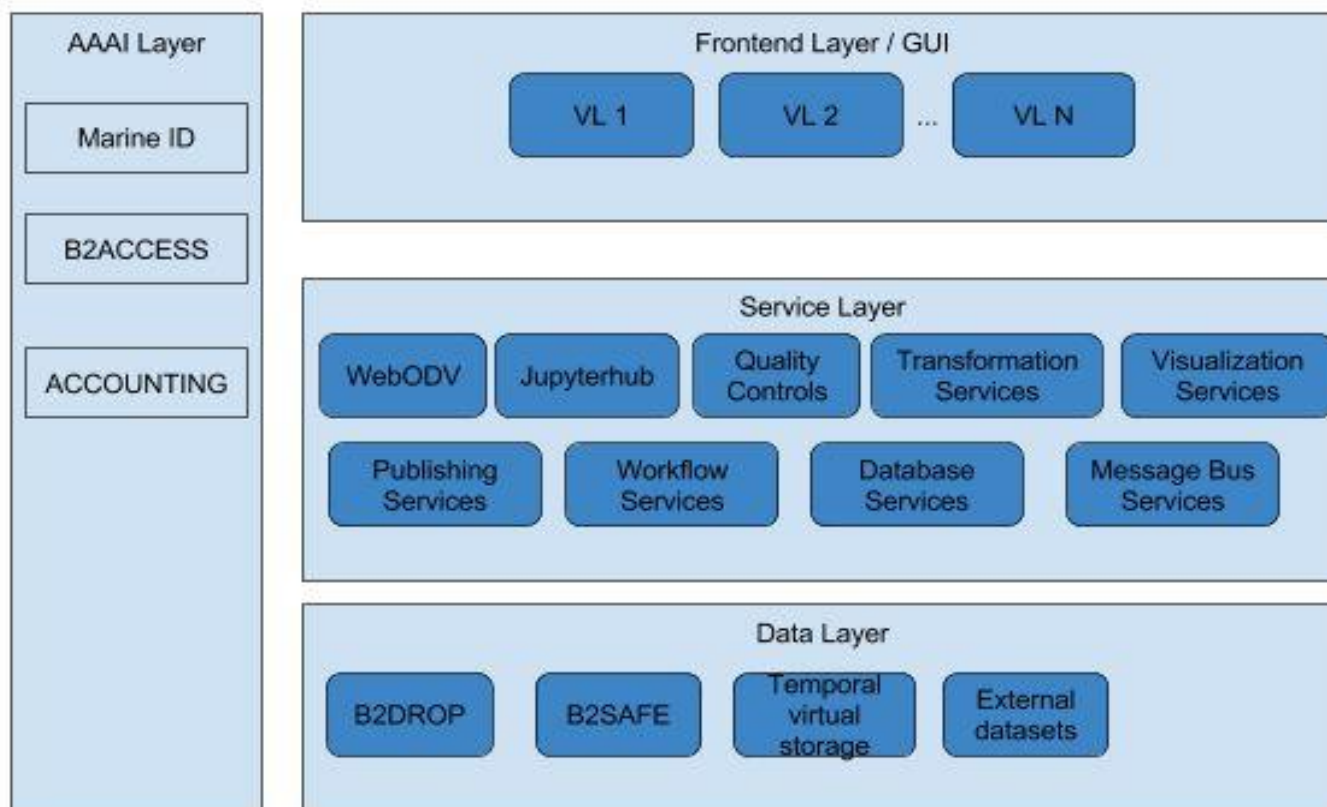 AAAI Layer
Marine ID
B2ACCESS
ACCOUNTING
Frontend Layer / GUI
VL 1
VL 2
...
VL N
Service Layer
WebODV
Jupyterhub
Quality
Controls
Transformation
Services
Visualization
Services
Publishing
Services
Workflow
Services
Database
Services
Message Bus
Services
Data Layer
B2DROP
B2SAFE
Temporal
virtual
storage
External
datasets